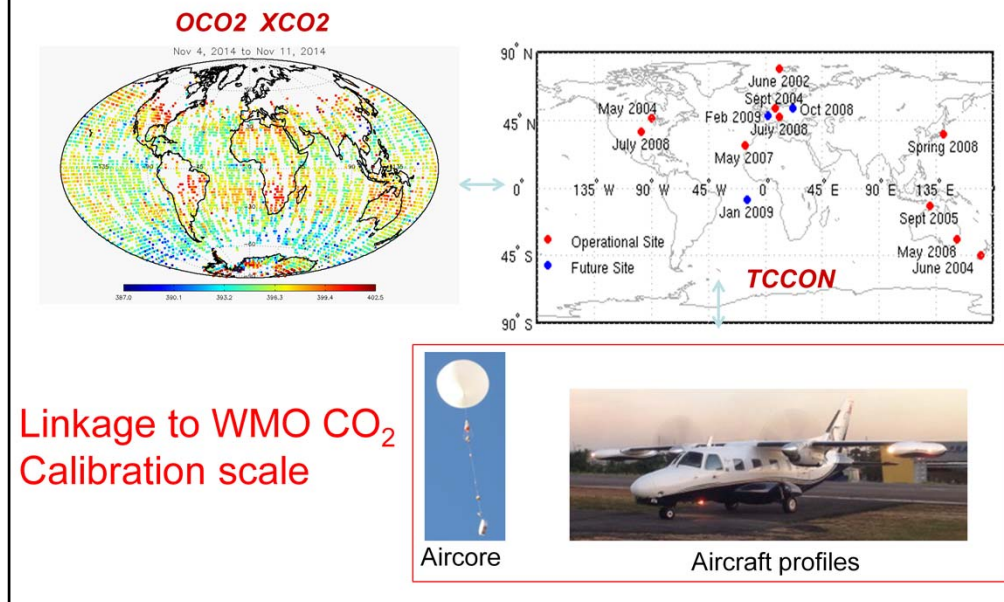 OCO2 XCO2
Nov 4, 2014 to Nov 11, 2014
387.0 390.1 393.2 396.3 399.4 402.5
90° N
45° N
0°
45° S
90° S
135° W 90° W 45° W 0° 45° E 90° E 135° E
June 2002
Sept 2004
May 2004
Feb 2009
Oct 2008
July 2008
July 2008
Spring 2008
May 2007
Jan 2009
Sept 2005
May 2006
June 2004
Operational Site
Future Site
TCCON
Linkage to WMO CO₂
Calibration scale
Aircore
Aircraft profiles